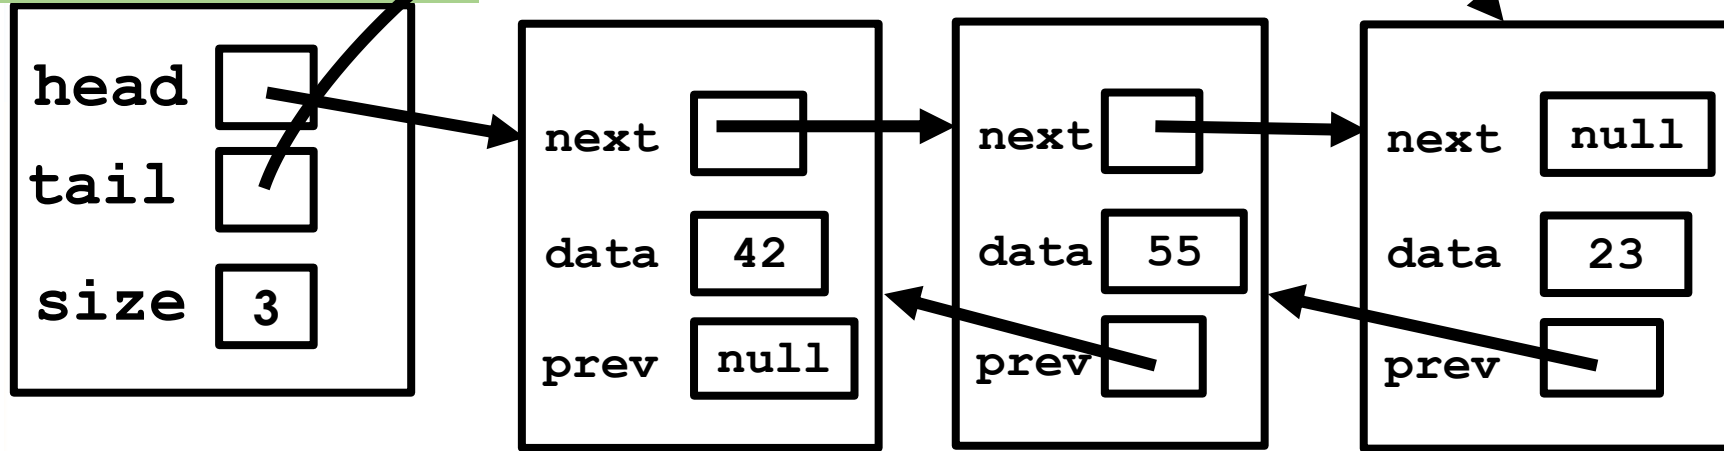 head
tail
size 3
next
data 42
prev null
next
data 55
prev
next null
data 23
prev